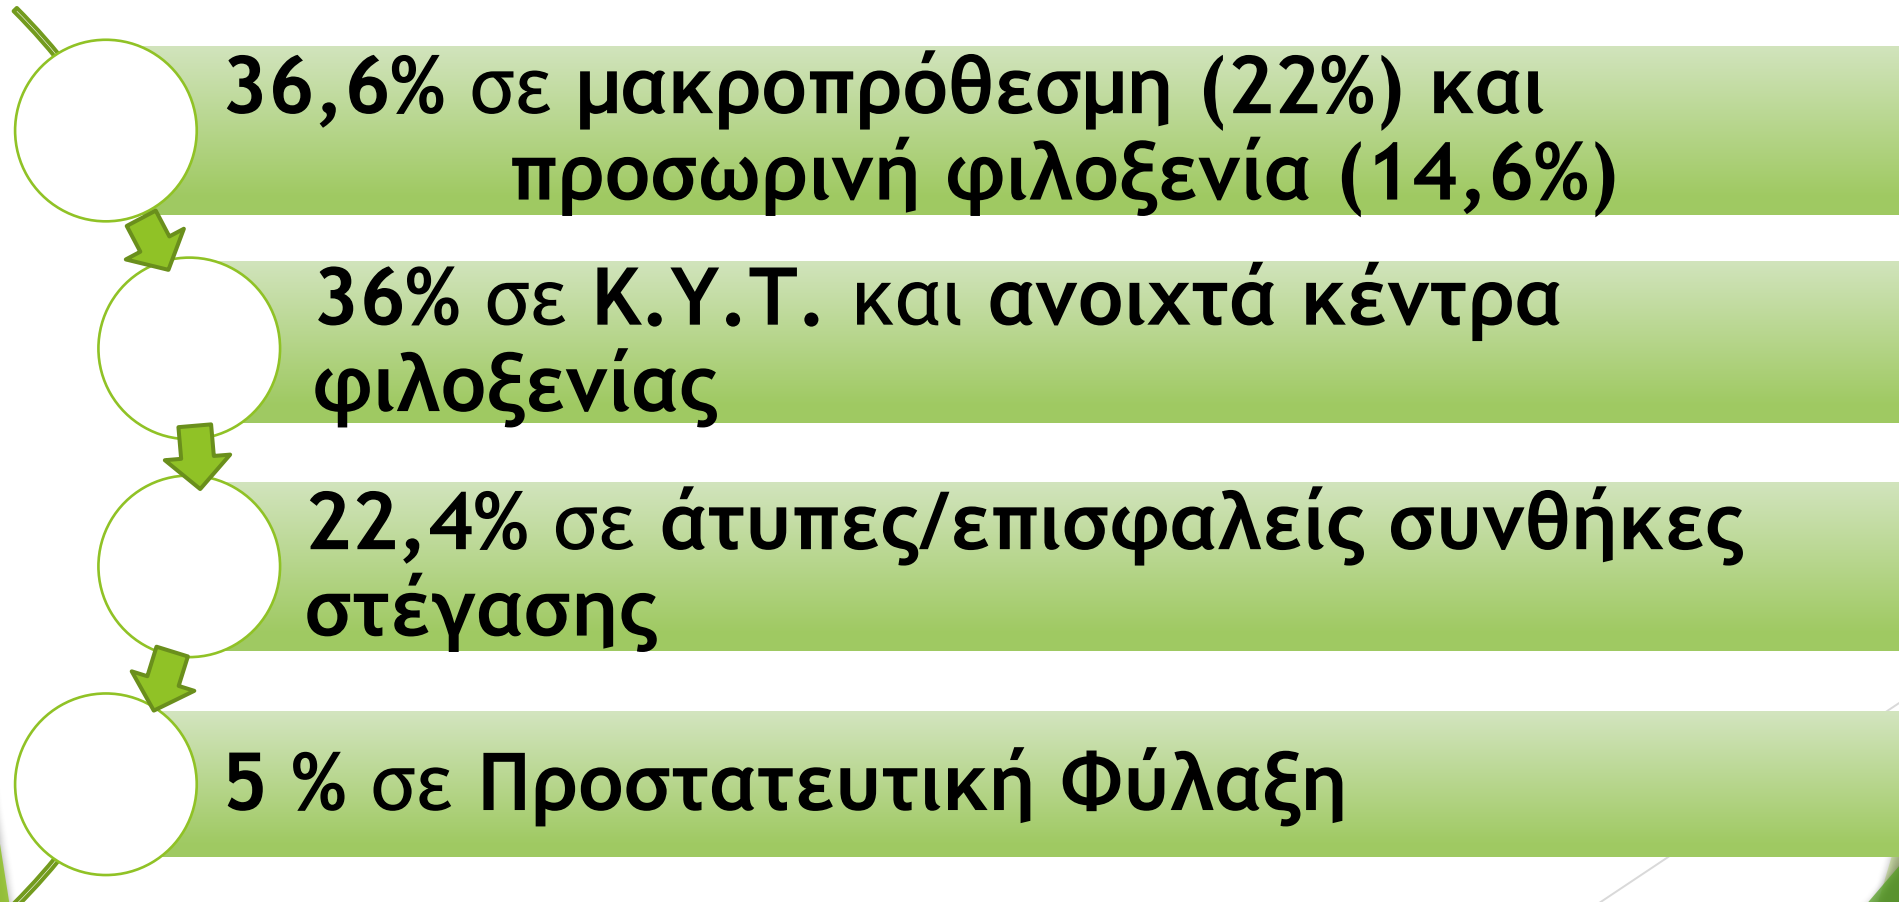 36,6% σε μακροπρόθεσμη (22%) και
προσωρινή φιλοξενία (14,6%)
36% σε Κ.Υ.Τ. και ανοιχτά κέντρα
φιλοξενίας
22,4% σε άτυπες/επισφαλείς συνθήκες
στέγασης
5 % σε Προστατευτική Φύλαξη